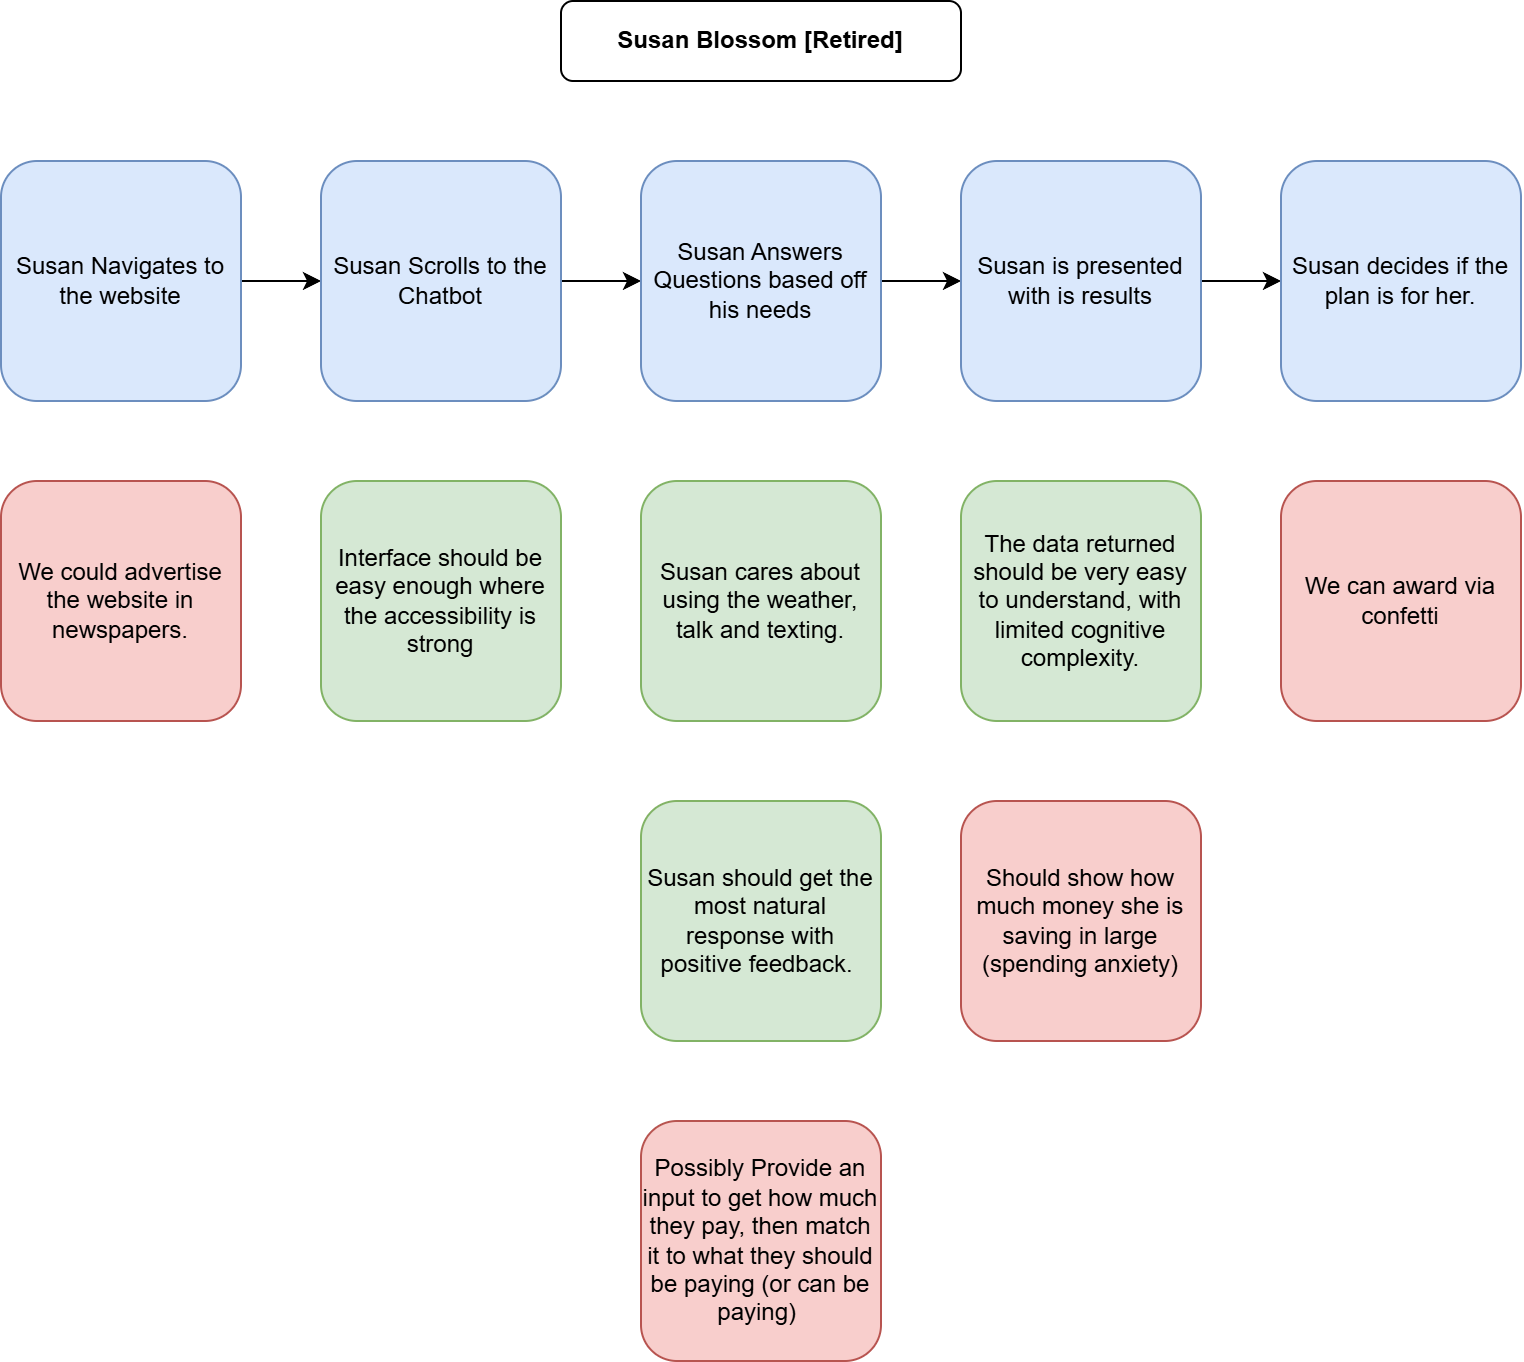 Susan Blossom [Retired]
Susan Navigates to
the website
Susan Scrolls to the
Chatbot
Susan Answers
Questions based off
his needs
Susan is presented
with is results
Susan decides if the
plan is for her.
We could advertise
the website in
newspapers.
Interface should be
easy enough where
the accessibility is
strong
Susan cares about
using the weather,
talk and texting.
The data returned
should be very easy
to understand, with
limited cognitive
complexity.
We can award via
confetti
Susan should get the
most natural
response with
positive feedback.
Should show how
much money she is
saving in large
(spending anxiety)
Possibly Provide an
input to get how much
they pay, then match
it to what they should
be paying (or can be
paying)